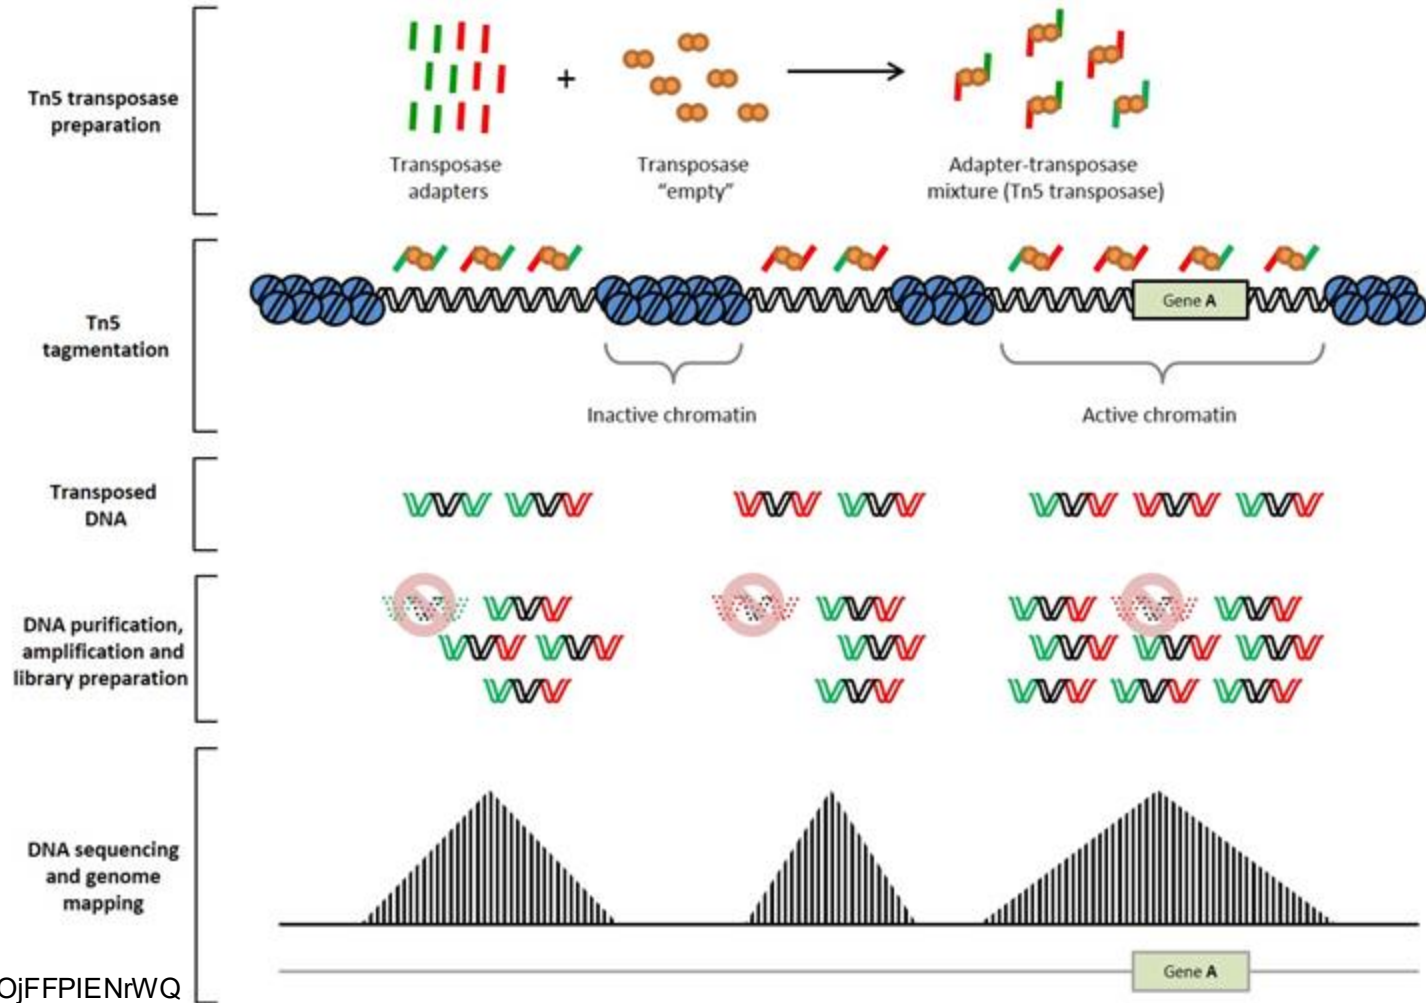 Tn5 transposase
preparation
+
Transposase
adapters
Transposase
“empty”
Adapter-transposase
mixture (Tn5 transposase)
Tn5
tagmentation
Gene A
Inactive chromatin
Active chromatin
Transposed
DNA
DNA purification,
amplification and
library preparation
DNA sequencing
and genome
mapping
Gene A
OjFFPIENrWQ